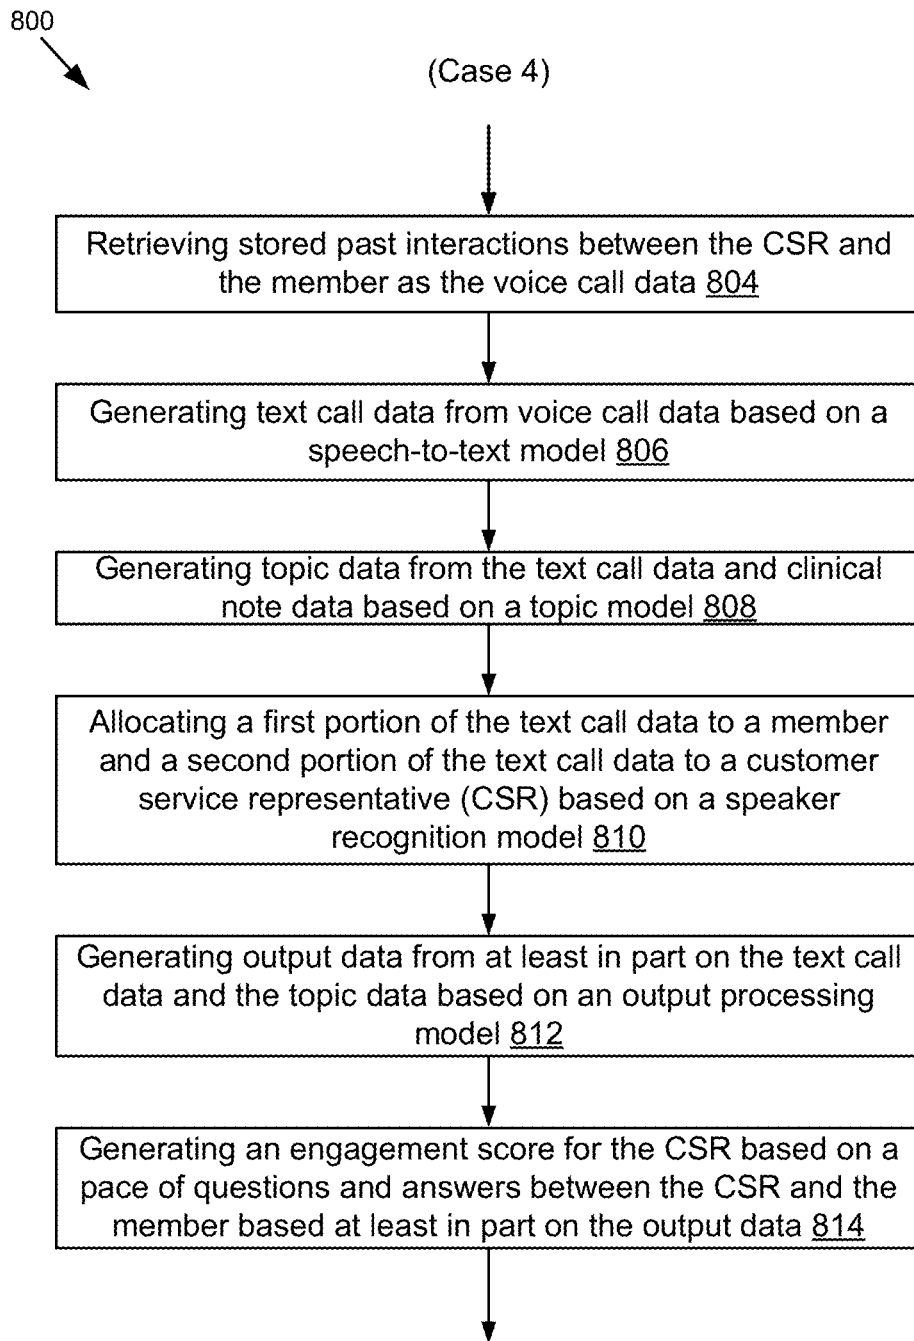 800
(Case 4)
Retrieving stored past interactions between the CSR and
the member as the voice call data 804
Generating text call data from voice call data based on a
speech-to-text model 806
Generating topic data from the text call data and clinical
note data based on a topic model 808
Allocating a first portion of the text call data to a member
and a second portion of the text call data to a customer
service representative (CSR) based on a speaker
recognition model 810
Generating output data from at least in part on the text call
data and the topic data based on an output processing
model 812
Generating an engagement score for the CSR based on a
pace of questions and answers between the CSR and the
member based at least in part on the output data 814